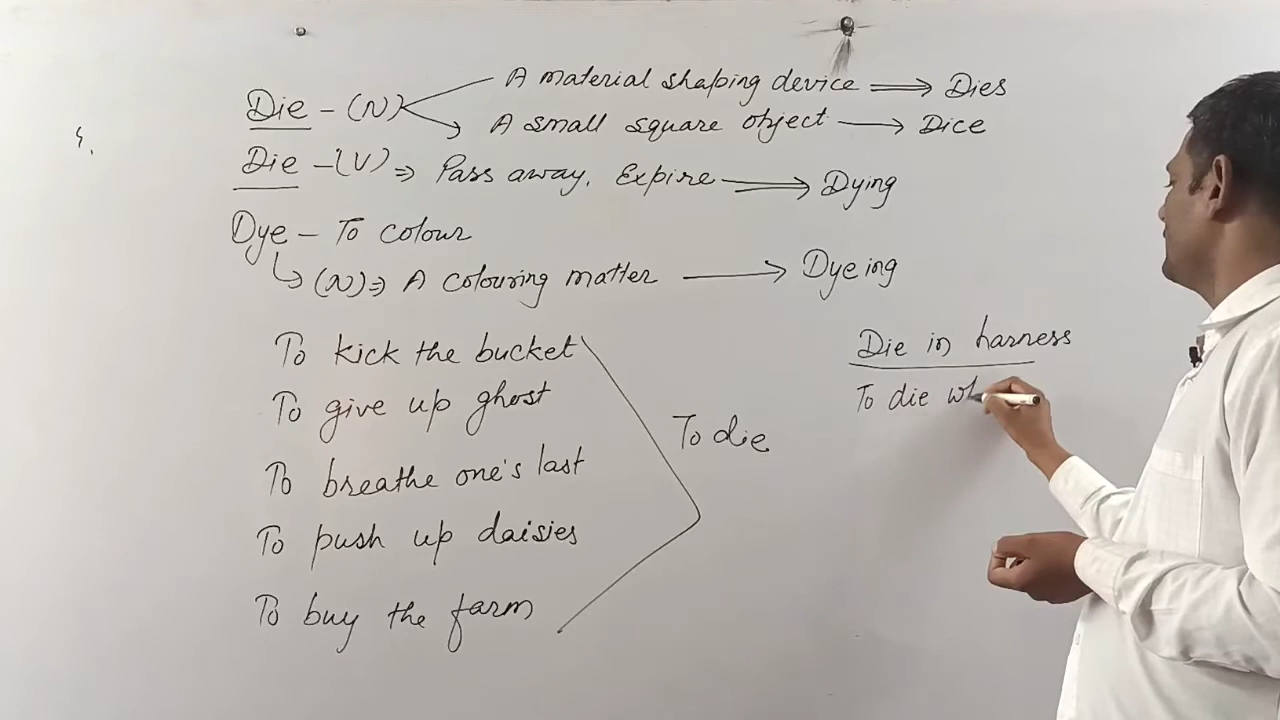 Die - (N) A material shaping device ⇒ Dies
A small square object → Dice
Die - (V) ⇒ Pass away, Expire ⇒ Dying
Dye - To colour
↳ (N) ⇒ A colouring matter → Dyeing
To kick the bucket
To give up ghost
To breathe one's last
To push up daisies
To buy the farm
To die
Die in harness
To die wh